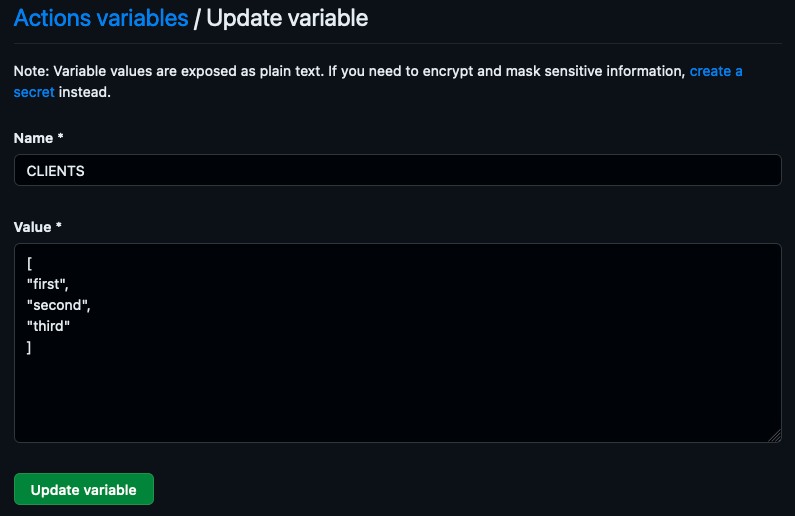 Actions variables / Update variable
Note: Variable values are exposed as plain text. If you need to encrypt and mask sensitive information, create a
secret instead.
Name *
CLIENTS
Value *
[
"first",
"second",
"third"
]
Update variable